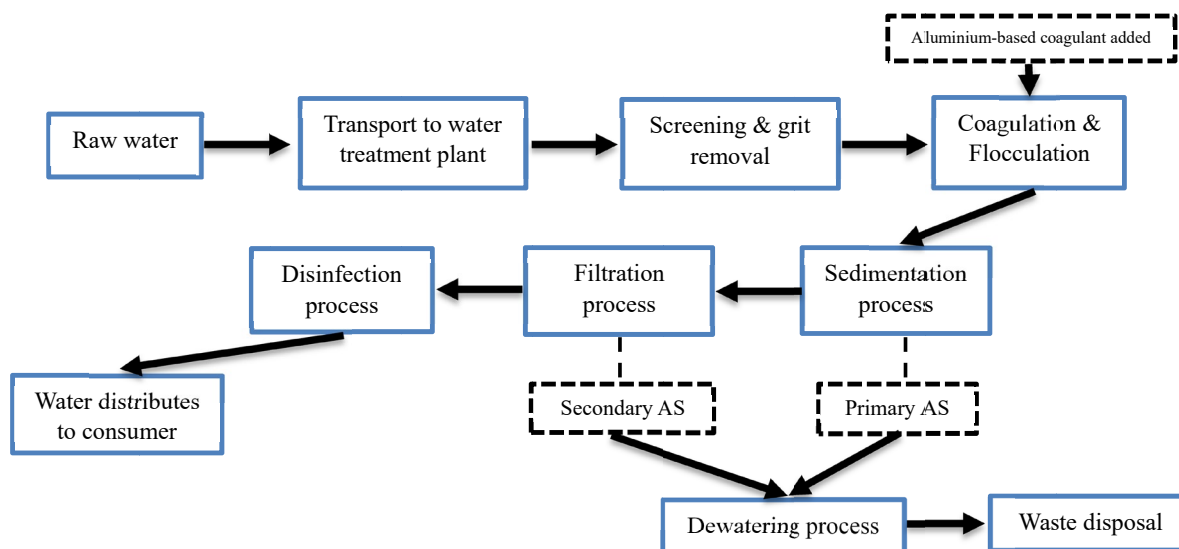 Aluminium-based coagulant added
Raw water
Transport to water
treatment plant
Screening & grit
removal
Coagulation &
Flocculation
Disinfection
process
Filtration
process
Sedimentation
process
Water distributes
to consumer
Secondary AS
Primary AS
Dewatering process
Waste disposal